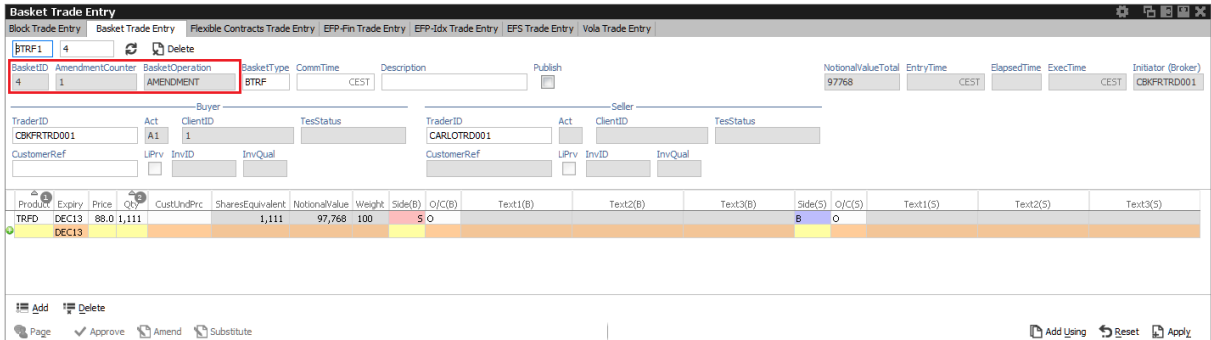 Basket Trade Entry
Block Trade Entry Basket Trade Entry Flexible Contracts Trade Entry EFP-Fin Trade Entry EFP-Idx Trade Entry EFS Trade Entry Vola Trade Entry
BTRF1 4 Delete
BasketID AmendmentCounter BasketOperation BasketType CommTime Description Publish NotionalValueTotal EntryTime ElapsedTime ExecTime Initiator (Broker)
4 1 AMENDMENT BTRF CEST 97768 CEST CEST CBKFRTRD001
Buyer Seller
TraderID Act ClientID TesStatus TraderID Act ClientID TesStatus
CBKFRTRD001 A1 1 CARLOTRD001
CustomerRef LiPrv InvID InvQual CustomerRef LiPrv InvID InvQual
Product 1 Expiry Price Qty 2 CustUndPrc SharesEquivalent NotionalValue Weight Side(B) O/C(B) Text1(B) Text2(B) Text3(B) Side(S) O/C(S) Text1(S) Text2(S) Text3(S)
TRFD DEC13 88.0 1,111 1,111 97,768 100 S O B O
DEC13
Add Delete
Page Approve Amend Substitute Add Using Reset Apply